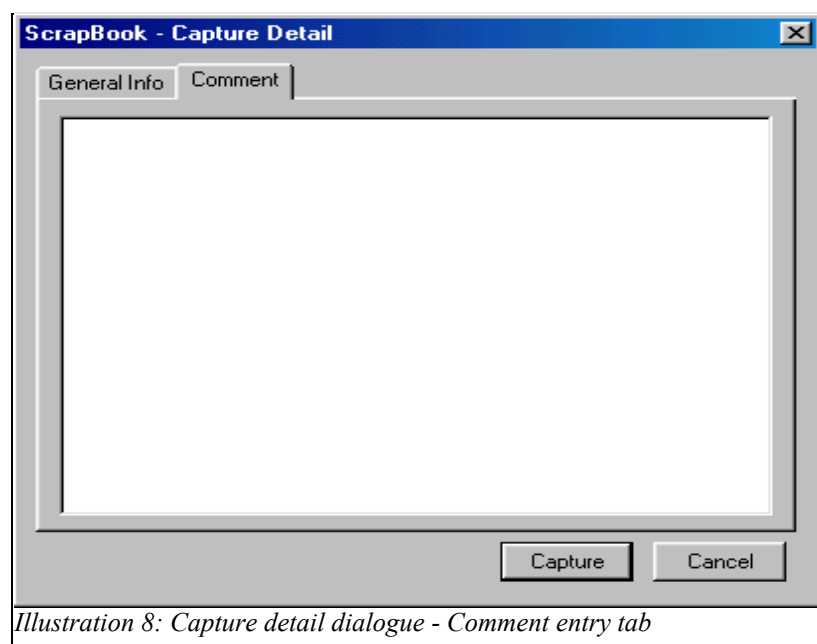 ScrapBook - Capture Detail
General Info Comment
Capture Cancel
Illustration 8: Capture detail dialogue - Comment entry tab